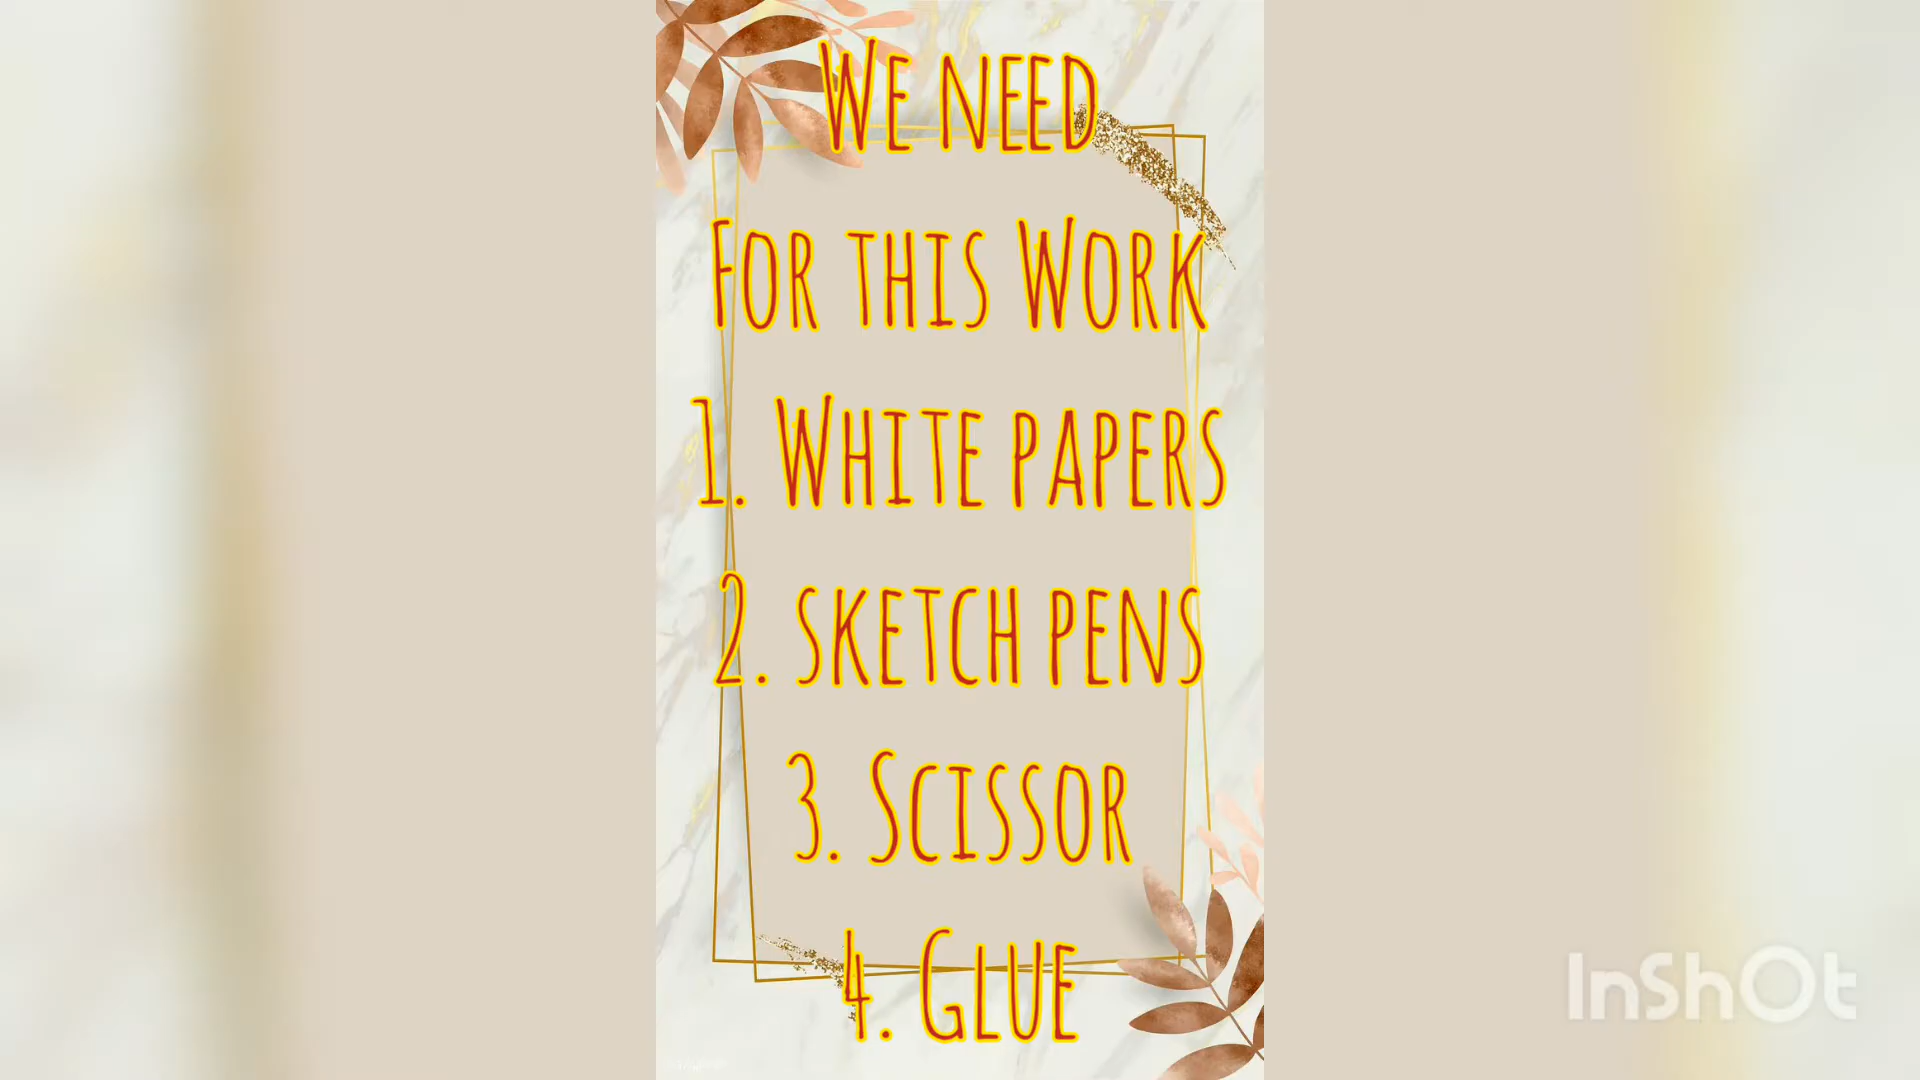 We need
For this Work
1. White papers
2. sketch pens
3. Scissor
4. Glue
InShOt